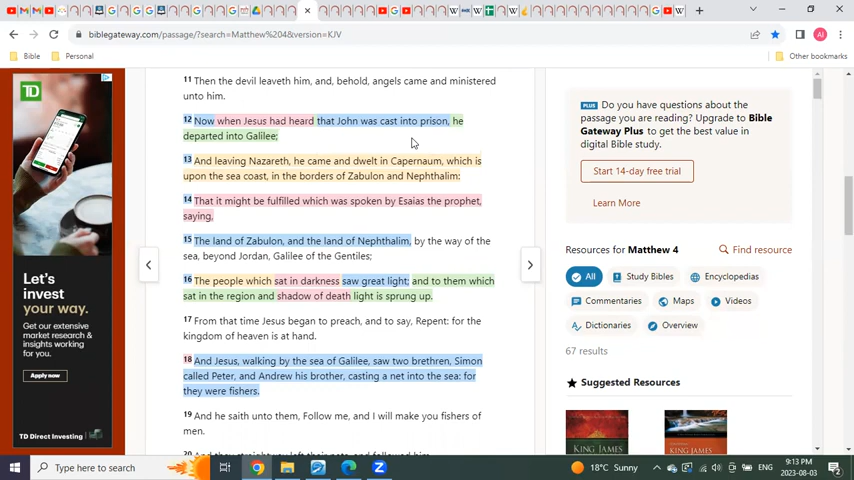 biblegateway.com/passage/?search=Matthew%204&version=KJV
AI
Bible
Personal
Other bookmarks
TD
Let's
invest
your way.
Expand our extensive
market research &
insights working
for you.
Apply now
TD Direct Investing
11 Then the devil leaveth him, and, behold, angels came and ministered
unto him.
12 Now when Jesus had heard that John was cast into prison, he
departed into Galilee;
13 And leaving Nazareth, he came and dwelt in Capernaum, which is
upon the sea coast, in the borders of Zabulon and Nephthalim:
14 That it might be fulfilled which was spoken by Esaias the prophet,
saying,
15 The land of Zabulon, and the land of Nephthalim, by the way of the
sea, beyond Jordan, Galilee of the Gentiles;
16 The people which sat in darkness saw great light; and to them which
sat in the region and shadow of death light is sprung up.
17 From that time Jesus began to preach, and to say, Repent: for the
kingdom of heaven is at hand.
18 And Jesus, walking by the sea of Galilee, saw two brethren, Simon
called Peter, and Andrew his brother, casting a net into the sea: for
they were fishers.
19 And he saith unto them, Follow me, and I will make you fishers of
men.
20 And they straightway left their nets, and followed him.
PLUS Do you have questions about the
passage you are reading? Upgrade to Bible
Gateway Plus to get the best value in
digital Bible study.
Start 14-day free trial
Learn More
Resources for Matthew 4
Find resource
All
Study Bibles
Encyclopedias
Commentaries
Maps
Videos
Dictionaries
Overview
67 results
Suggested Resources
KING JAMES
KING JAMES
Type here to search
18°C Sunny
ENG
9:13 PM
2023-08-03
2